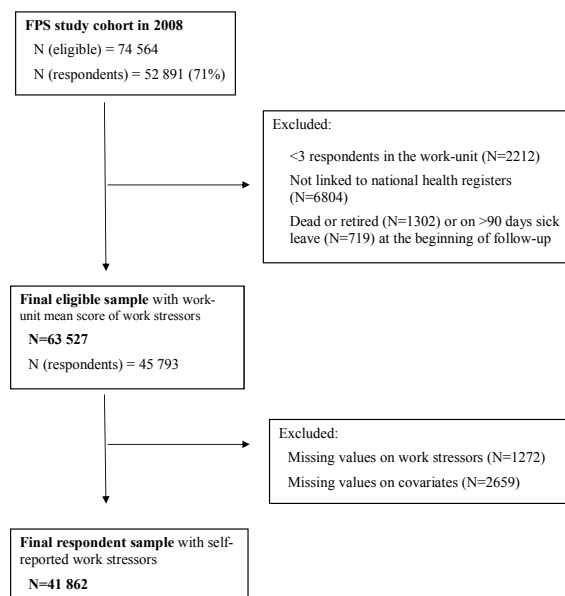 FPS study cohort in 2008
N (eligible) = 74 564
N (respondents) = 52 891 (71%)
Excluded:
<3 respondents in the work-unit (N=2212)
Not linked to national health registers
(N=6804)
Dead or retired (N=1302) or on >90 days sick
leave (N=719) at the beginning of follow-up
Final eligible sample with work-
unit mean score of work stressors
N=63 527
N (respondents) = 45 793
Excluded:
Missing values on work stressors (N=1272)
Missing values on covariates (N=2659)
Final respondent sample with self-
reported work stressors
N=41 862